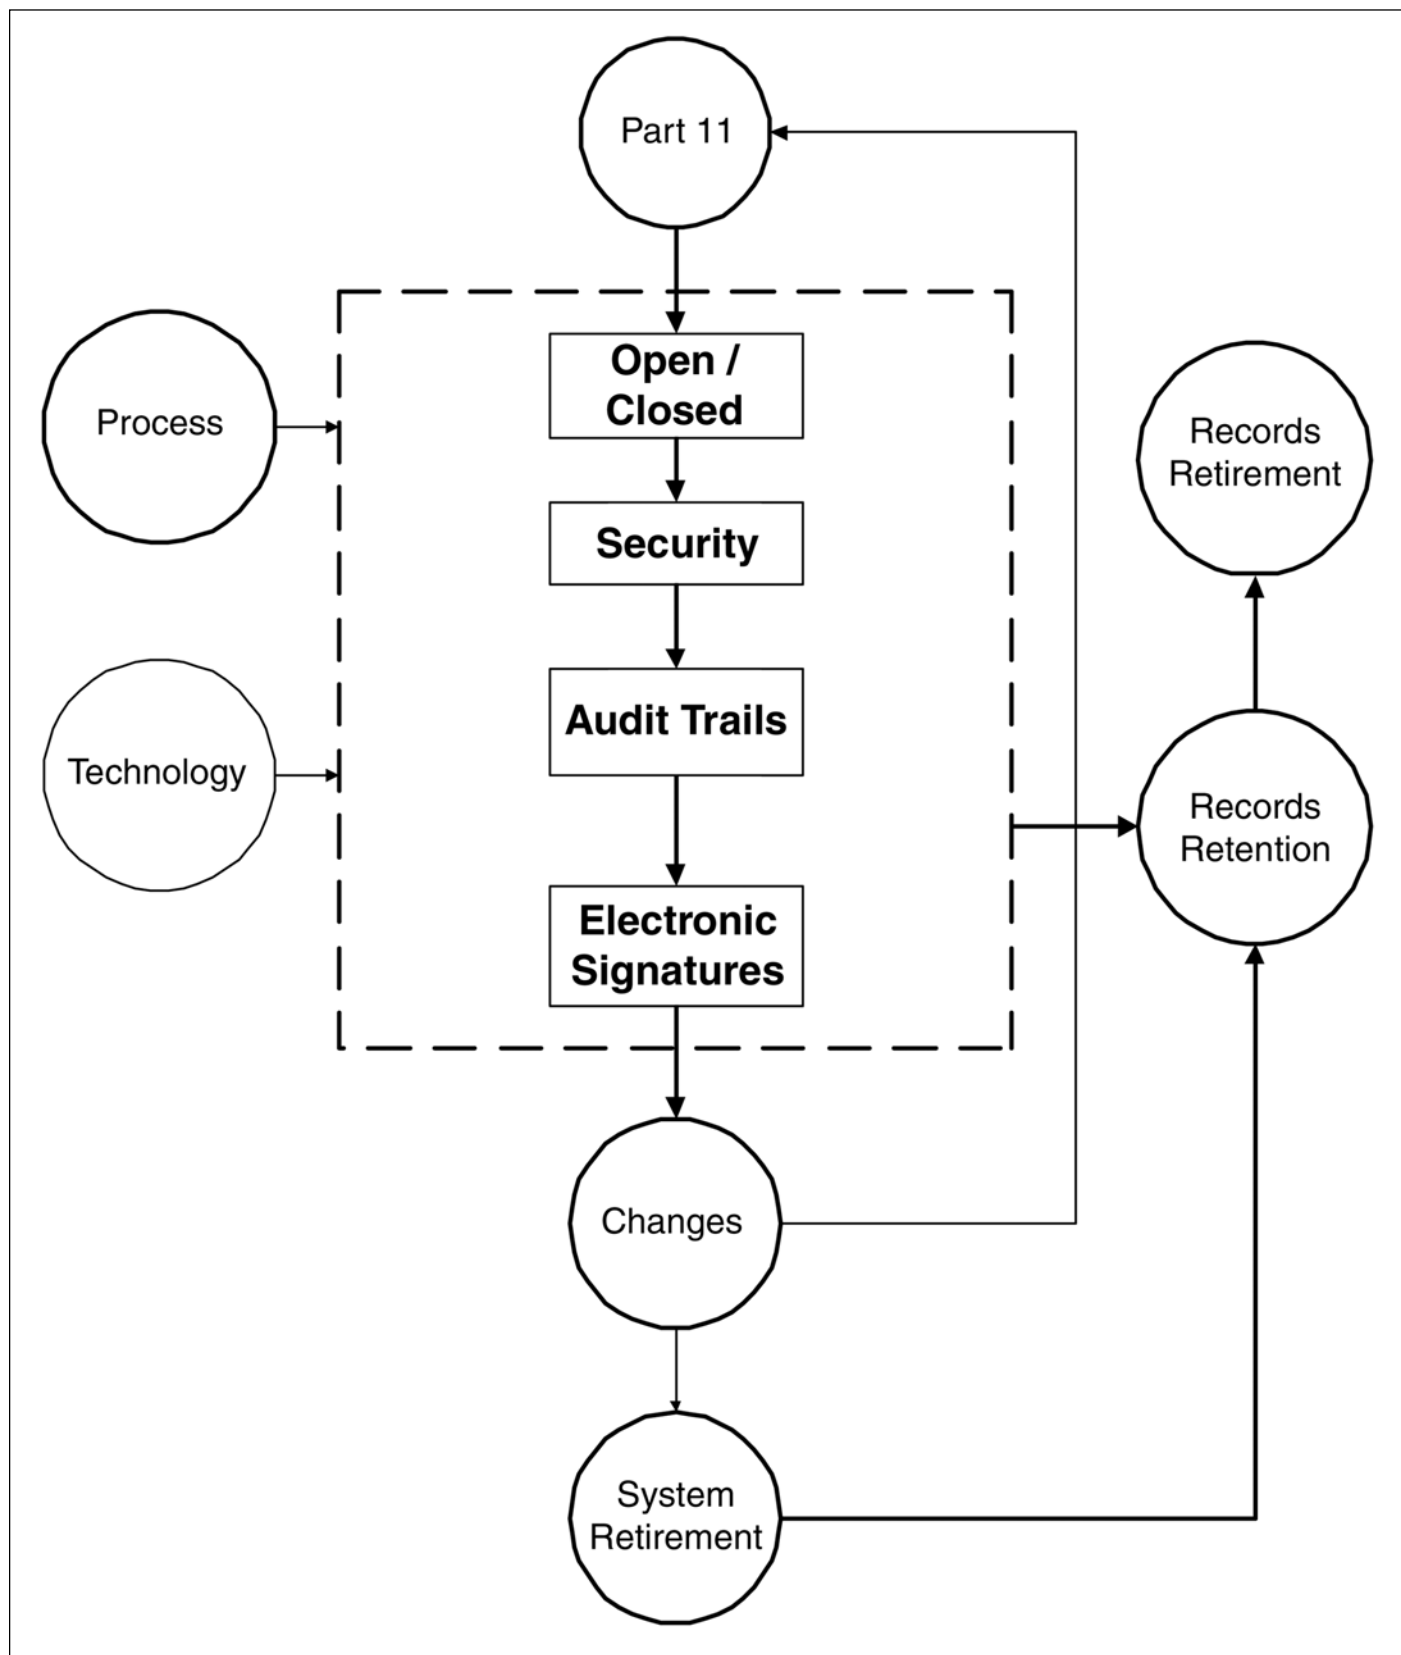 Part 11
Open /
Closed
Process
Security
Technology
Audit Trails
Electronic
Signatures
Records
Retirement
Records
Retention
Changes
System
Retirement